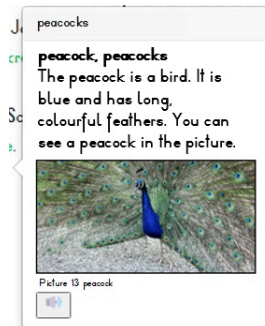 peacocks
peacock, peacocks
The peacock is a bird. It is
blue and has long,
colourful feathers. You can
see a peacock in the picture.
Picture 13 peacock